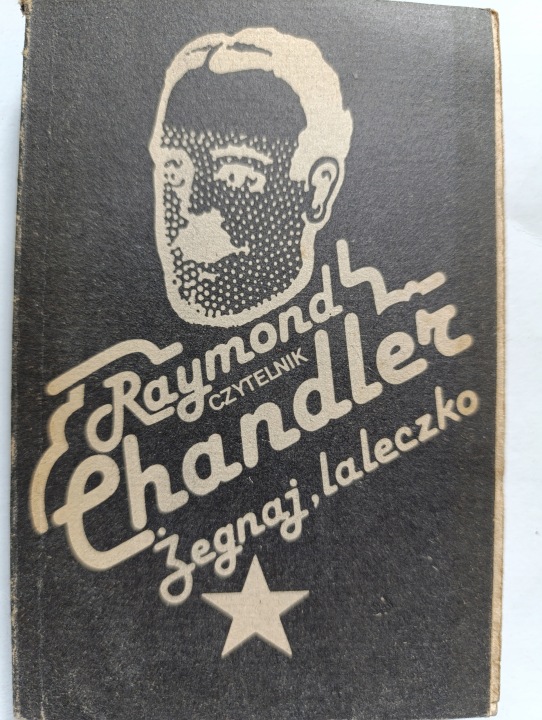 Raymond
CZYTELNIK
Chandler
Żegnaj, laleczko